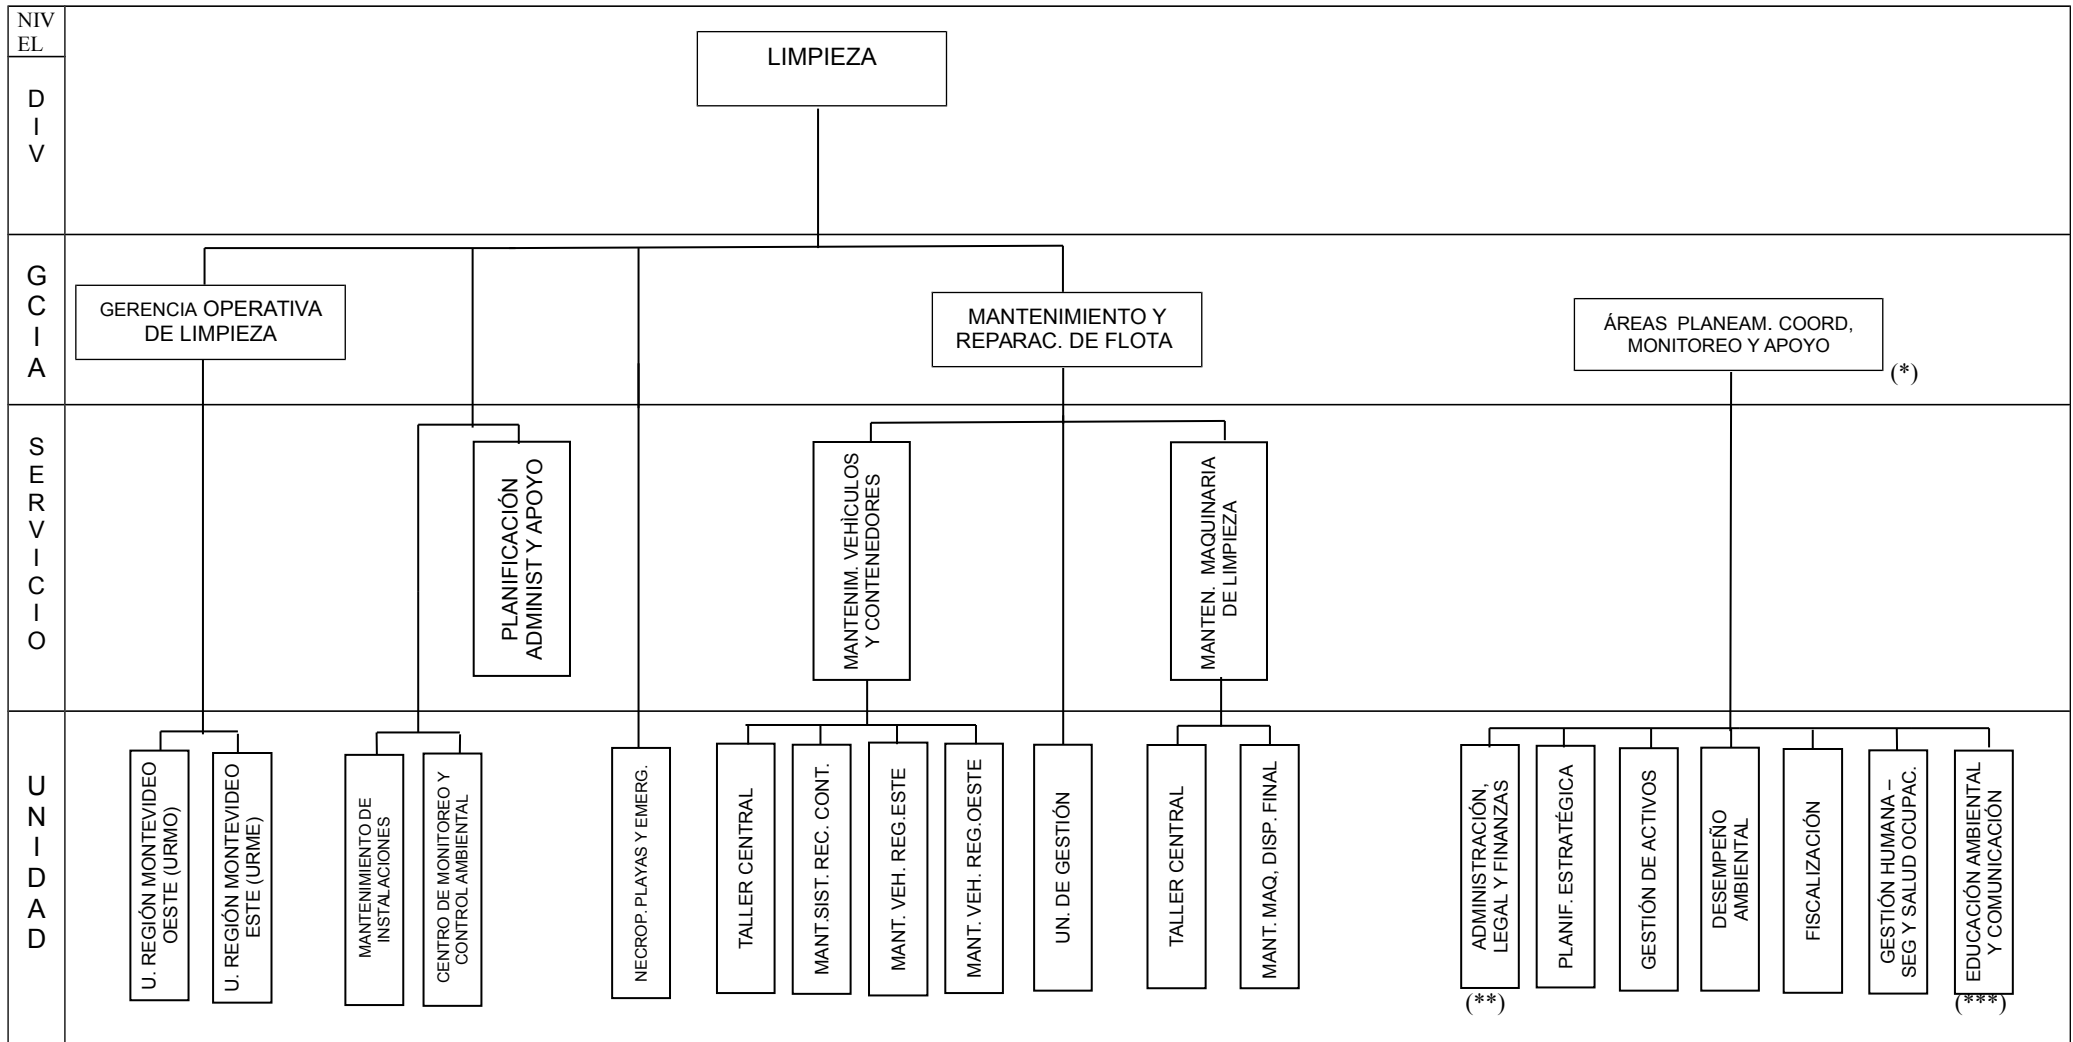 NIV
EL
LIMPIEZA
D
I
V
G
C
I
A
GERENCIA OPERATIVA
DE LIMPIEZA
MANTENIMIENTO Y
REPARAC. DE FLOTA
ÁREAS PLANEAM. COORD,
MONITOREO Y APOYO
(*)
S
E
R
V
I
C
I
O
PLANIFICACIÓN
ADMINIST Y APOYO
MANTENIM. VEHÌCULOS
Y CONTENEDORES
MANTEN. MAQUINARIA
DE LIMPIEZA
U
N
I
D
A
D
U. REGIÓN MONTEVIDEO
OESTE (URMO)
U. REGIÓN MONTEVIDEO
ESTE (URME)
MANTENIMIENTO DE
INSTALACIONES
CENTRO DE MONITOREO Y
CONTROL AMBIENTAL
NECROP. PLAYAS Y EMERG.
TALLER CENTRAL
MANT.SIST. REC. CONT.
MANT. VEH. REG.ESTE
MANT. VEH. REG.OESTE
UN. DE GESTIÓN
TALLER CENTRAL
MANT. MAQ, DISP. FINAL
ADMINISTRACIÓN,
LEGAL Y FINANZAS
(**)
PLANIF. ESTRATÉGICA
GESTIÓN DE ACTIVOS
DESEMPEÑO
AMBIENTAL
FISCALIZACIÓN
GESTIÓN HUMANA –
SEG Y SALUD OCUPAC.
EDUCACIÓN AMBIENTAL
Y COMUNICACIÓN
(***)